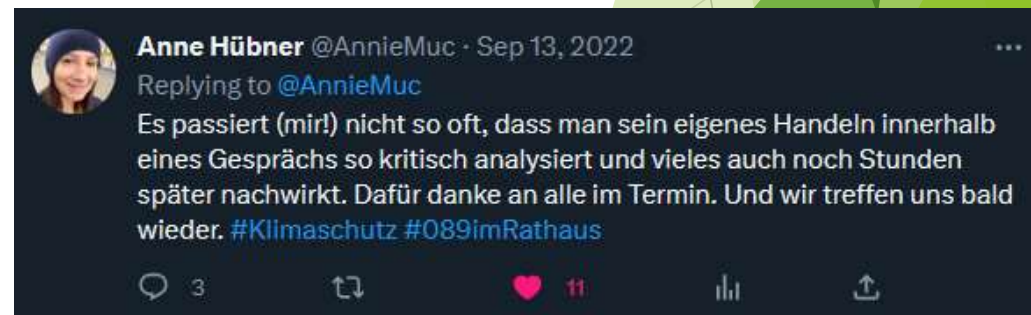 Anne Hübner @AnnieMuc · Sep 13, 2022
Replying to @AnnieMuc
Es passiert (mir!) nicht so oft, dass man sein eigenes Handeln innerhalb
eines Gesprächs so kritisch analysiert und vieles auch noch Stunden
später nachwirkt. Dafür danke an alle im Termin. Und wir treffen uns bald
wieder. #Klimaschutz #089imRathaus
3 11